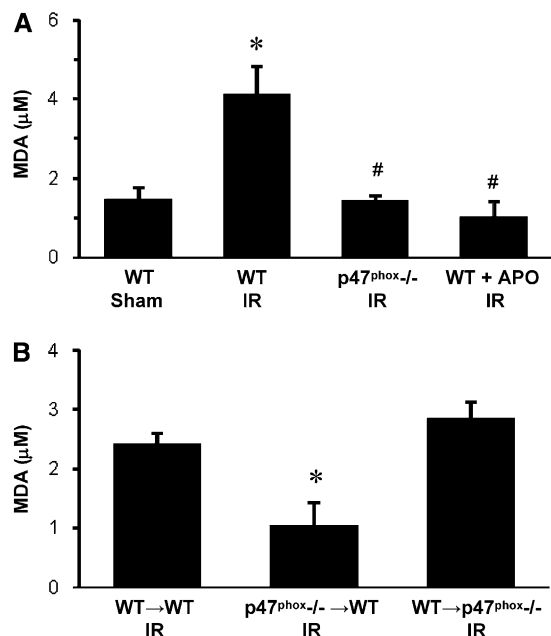 A
6
4
2
0
MDA (μM)
*
#
#
WT WT p47phox-/- WT + APO
Sham IR IR IR
B
4
3
2
1
0
MDA (μM)
*
WT→WT p47phox-/- →WT WT→p47phox-/-
IR IR IR